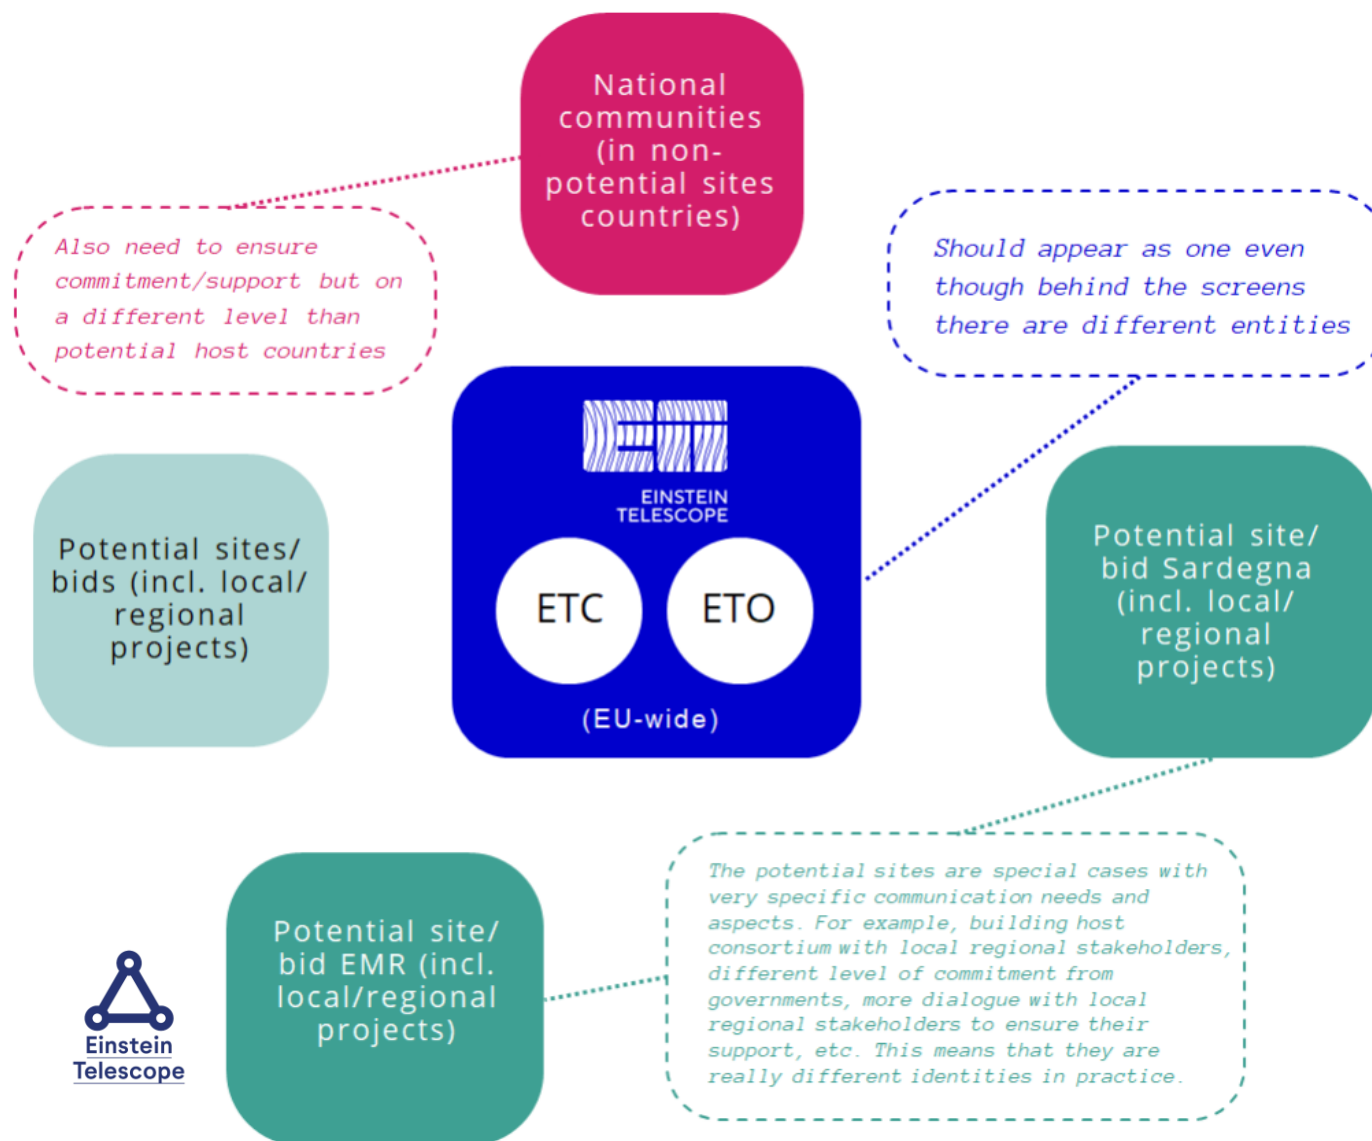 National
communities
(in non-
potential sites
countries)
Also need to ensure
commitment/support but on
a different level than
potential host countries
Should appear as one even
though behind the screens
there are different entities
ET
EINSTEIN
TELESCOPE
ETC
ETO
(EU-wide)
Potential sites/
bids (incl. local/
regional
projects)
Potential site/
bid Sardegna
(incl. local/
regional
projects)
Potential site/
bid EMR (incl.
local/regional
projects)
The potential sites are special cases with
very specific communication needs and
aspects. For example, building host
consortium with local regional stakeholders,
different level of commitment from
governments, more dialogue with local
regional stakeholders to ensure their
support, etc. This means that they are
really different identities in practice.
Einstein
Telescope